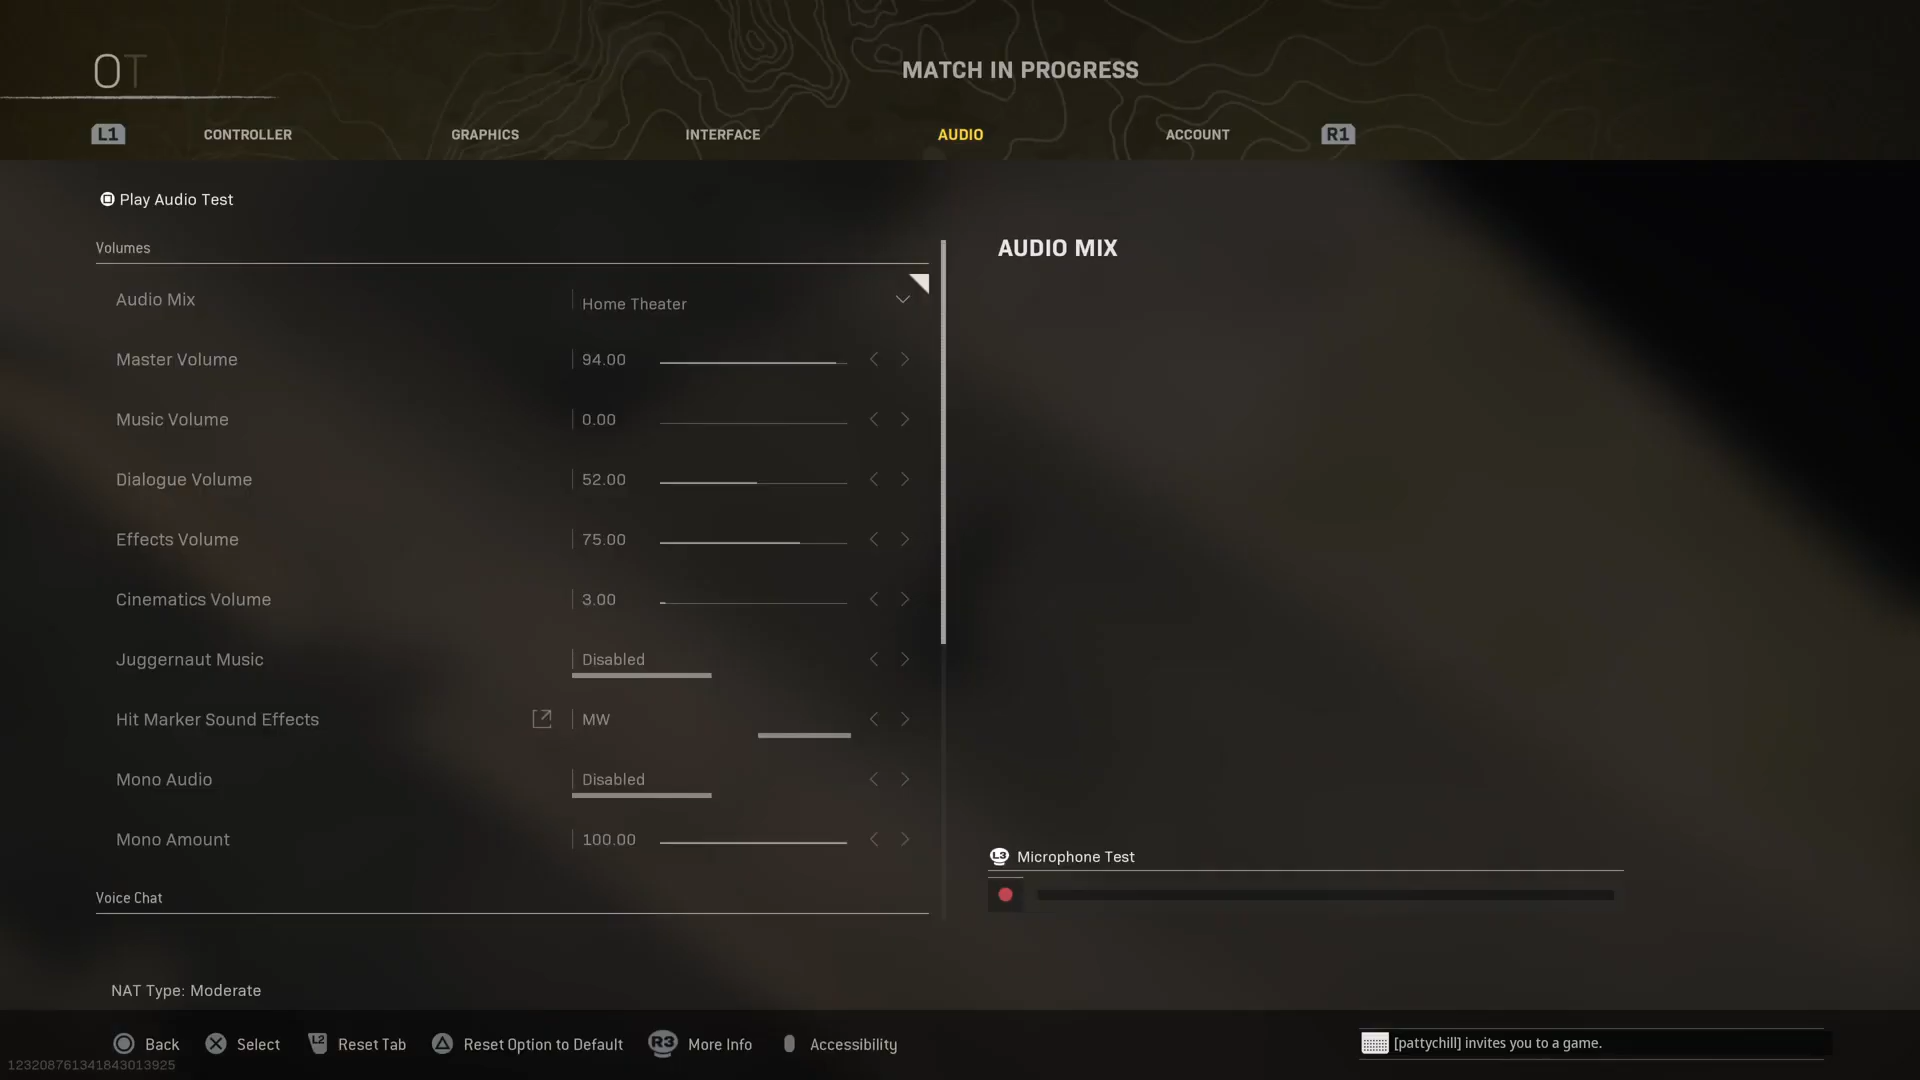 OT
MATCH IN PROGRESS
L1 CONTROLLER GRAPHICS INTERFACE AUDIO ACCOUNT R1
Play Audio Test
Volumes
AUDIO MIX
Audio Mix Home Theater
Master Volume 94.00
Music Volume 0.00
Dialogue Volume 52.00
Effects Volume 75.00
Cinematics Volume 3.00
Juggernaut Music Disabled
Hit Marker Sound Effects MW
Mono Audio Disabled
Mono Amount 100.00
L3 Microphone Test
Voice Chat
NAT Type: Moderate
Back Select L2 Reset Tab Reset Option to Default R3 More Info Accessibility
[pattychill] invites you to a game.
123208761341843013925